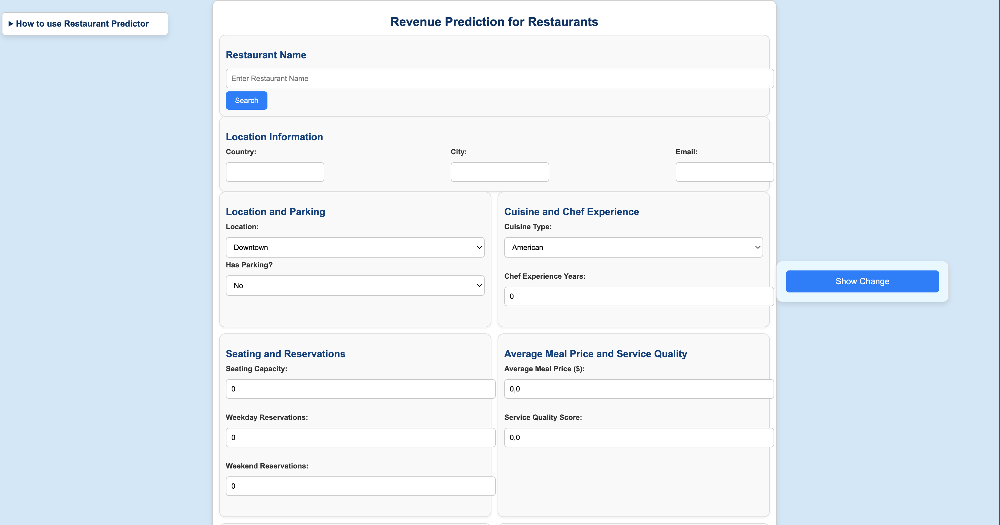 How to use Restaurant Predictor
Revenue Prediction for Restaurants
Restaurant Name
Enter Restaurant Name
Search
Location Information
Country:
City:
Email:
Location and Parking
Location:
Downtown
Has Parking?
No
Cuisine and Chef Experience
Cuisine Type:
American
Chef Experience Years:
0
Show Change
Seating and Reservations
Seating Capacity:
0
Weekday Reservations:
0
Weekend Reservations:
0
Average Meal Price and Service Quality
Average Meal Price ($):
0,0
Service Quality Score:
0,0